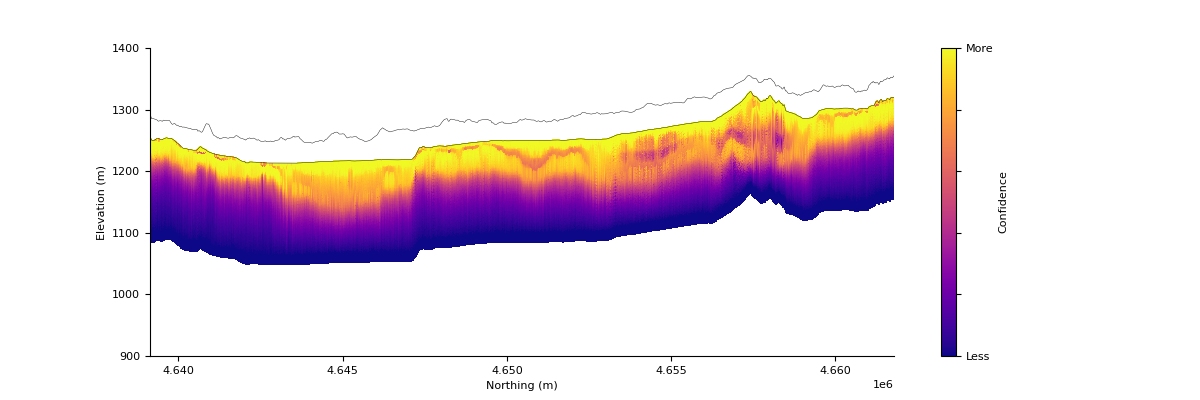 1400
1300
1200
1100
1000
900
Elevation (m)
4.640
4.645
4.650
4.655
4.660
1e6
Northing (m)
More
Less
Confidence